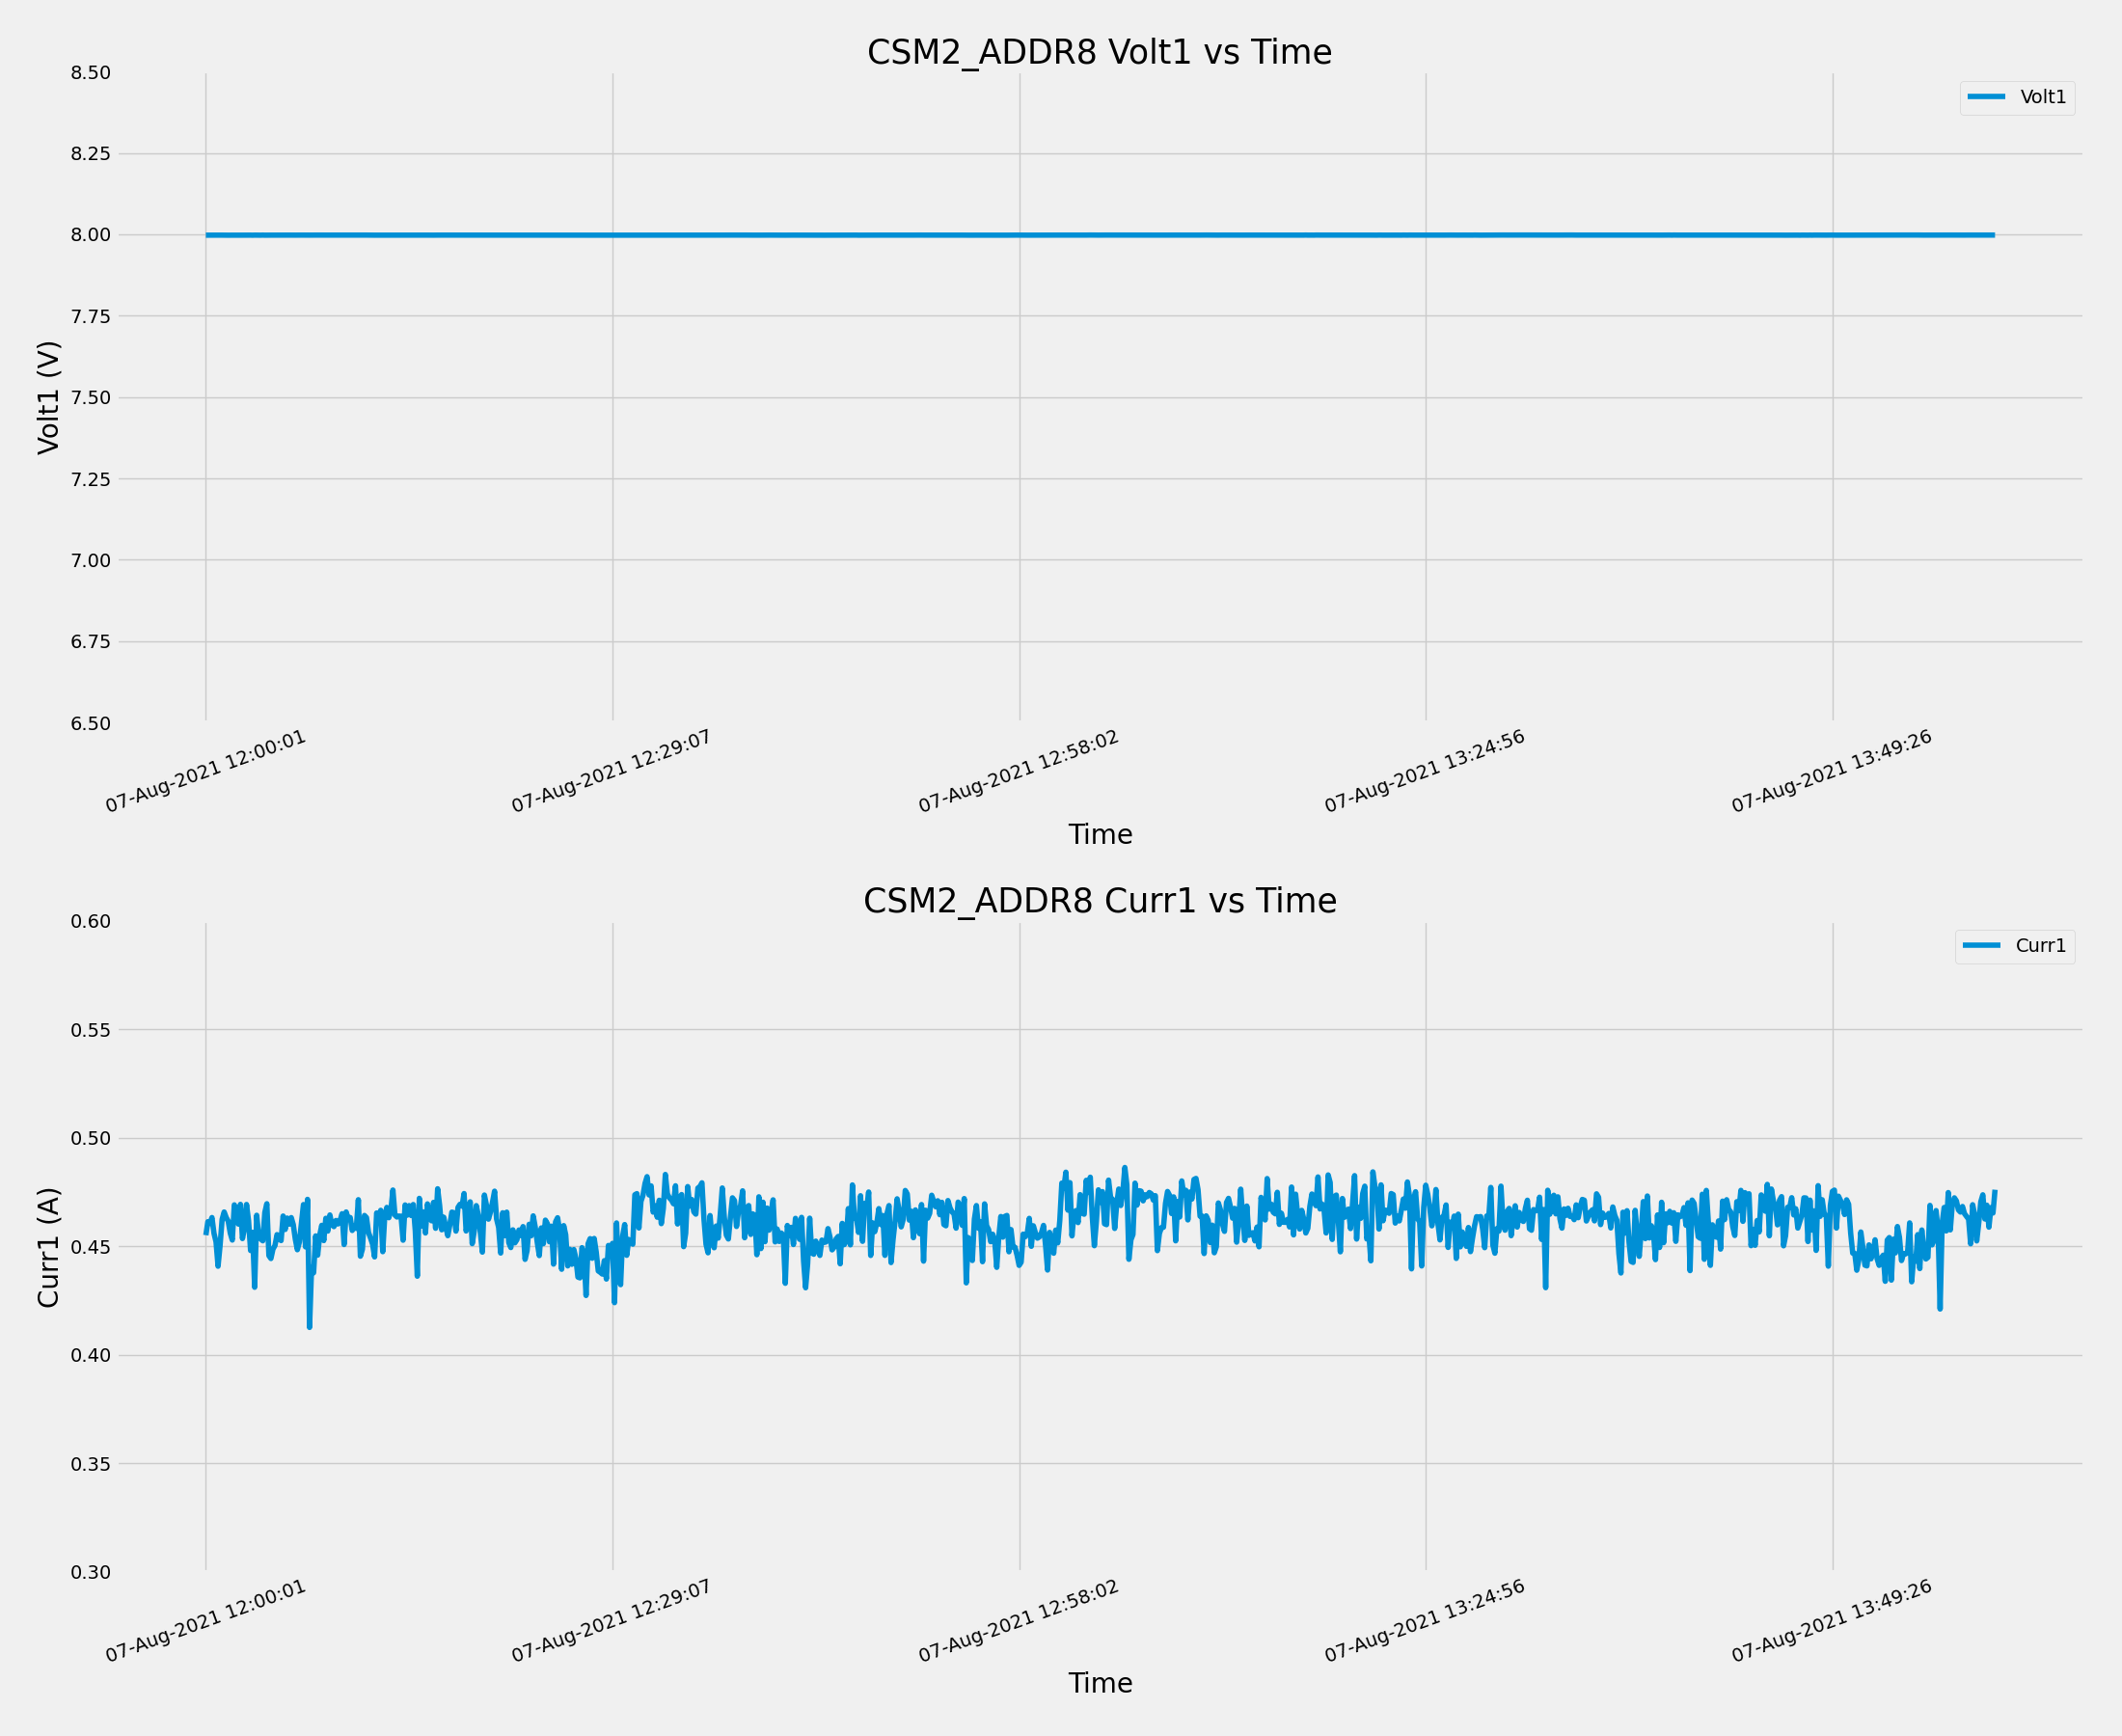 CSM2_ADDR8 Volt1 vs Time
8.50
Volt1
8.25
8.00
7.75
7.50
7.25
7.00
6.75
6.50
Volt1 (V)
07-Aug-2021 12:00:01
07-Aug-2021 12:29:07
07-Aug-2021 12:58:02
07-Aug-2021 13:24:56
07-Aug-2021 13:49:26
Time
CSM2_ADDR8 Curr1 vs Time
0.60
Curr1
0.55
0.50
0.45
0.40
0.35
0.30
Curr1 (A)
07-Aug-2021 12:00:01
07-Aug-2021 12:29:07
07-Aug-2021 12:58:02
07-Aug-2021 13:24:56
07-Aug-2021 13:49:26
Time